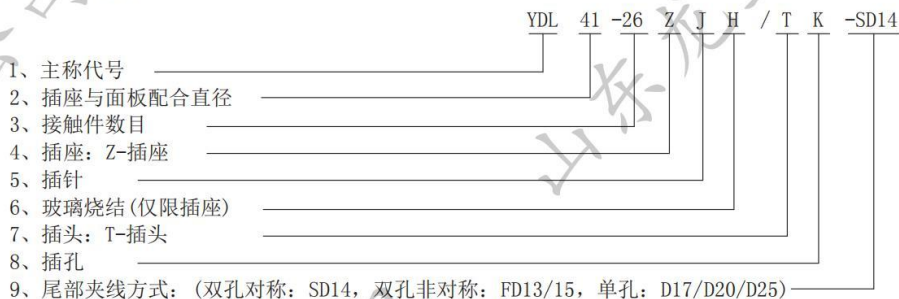 YDL 41 -26 Z J H / T K -SD14
1、主称代号
2、插座与面板配合直径
3、接触件数目
4、插座：Z-插座
5、插针
6、玻璃烧结(仅限插座)
7、插头：T-插头
8、插孔
9、尾部夹线方式：(双孔对称：SD14，双孔非对称：FD13/15，单孔：D17/D20/D25)
山东龙